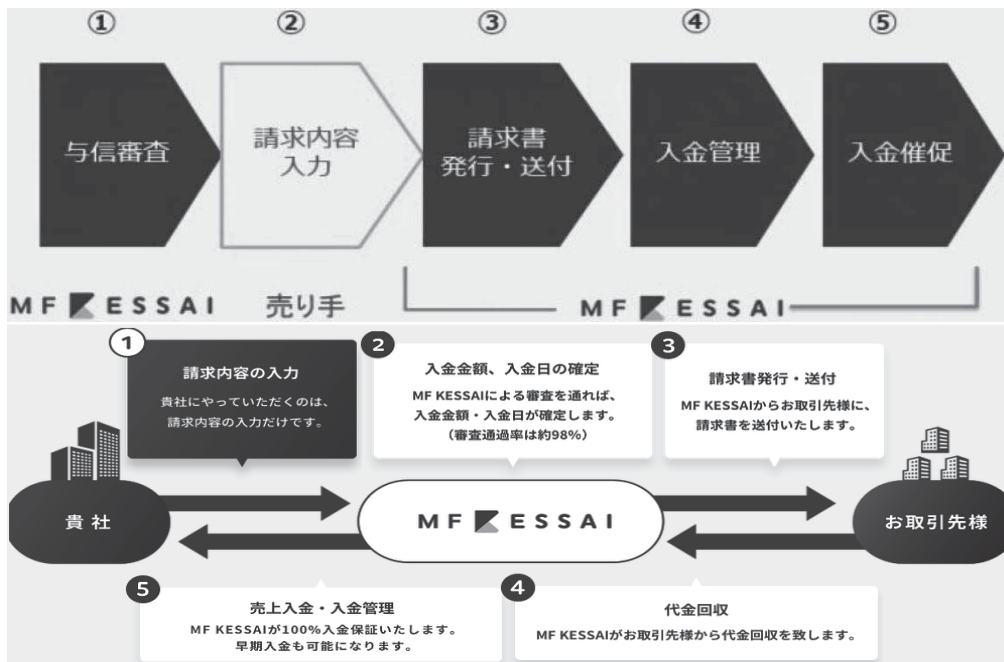 ① ② ③ ④ ⑤
与信審査
請求内容
入力
請求書
発行・送付
入金管理
入金催促
MF KESSAI
売り手
MF KESSAI
1
請求内容の入力
貴社にやっていただくのは、
請求内容の入力だけです。
2
入金金額、入金日の確定
MF KESSAIによる審査を通れば、
入金金額・入金日が確定します。
（審査通過率は約98%）
3
請求書発行・送付
MF KESSAIからお取引先様に、
請求書を送付いたします。
貴社
MF KESSAI
お取引先様
5
売上入金・入金管理
MF KESSAIが100%入金保証いたします。
早期入金も可能になります。
4
代金回収
MF KESSAIがお取引先様から代金回収を致します。